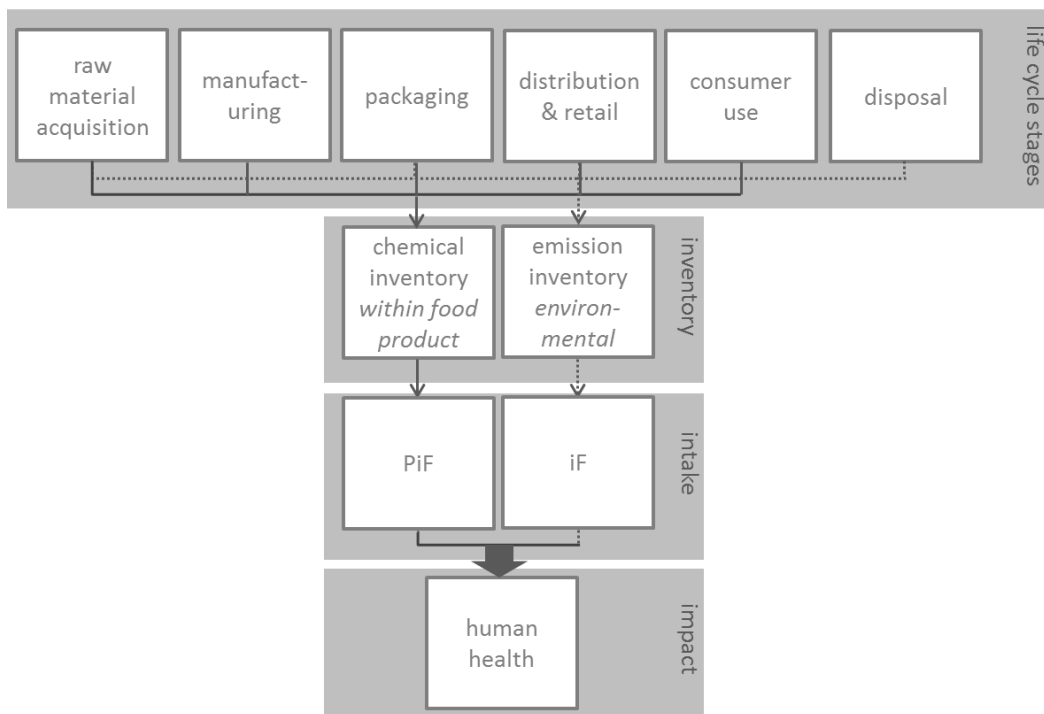 raw
material
acquisition
manufact-
uring
packaging
distribution
& retail
consumer
use
disposal
life cycle stages
chemical
inventory
within food
product
emission
inventory
environ-
mental
inventory
PiF
iF
intake
human
health
impact